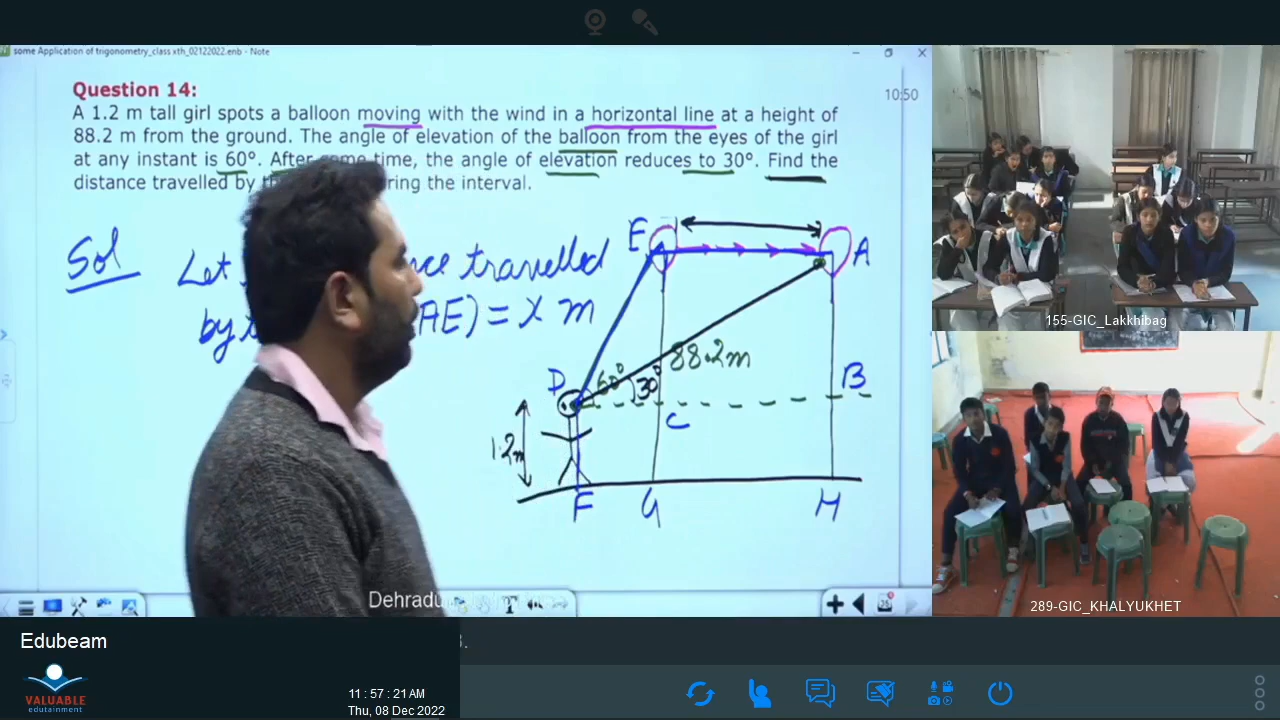 some Application of trigonometry_class xth_02122022.enb - Note
Question 14:
10:50
A 1.2 m tall girl spots a balloon moving with the wind in a horizontal line at a height of
88.2 m from the ground. The angle of elevation of the balloon from the eyes of the girl
at any instant is 60°. After some time, the angle of elevation reduces to 30°. Find the
distance travelled by the ring the interval.
Sol
Let nce travelled
by AE) = x m
E
A
60°
30°
88.2m
D
B
C
1.2m
F
G
H
155-GIC_Lakkhibag
289-GIC_KHALYUKHET
Dehradu
Edubeam
VALUABLE
edutainment
11 : 57 : 21 AM
Thu, 08 Dec 2022